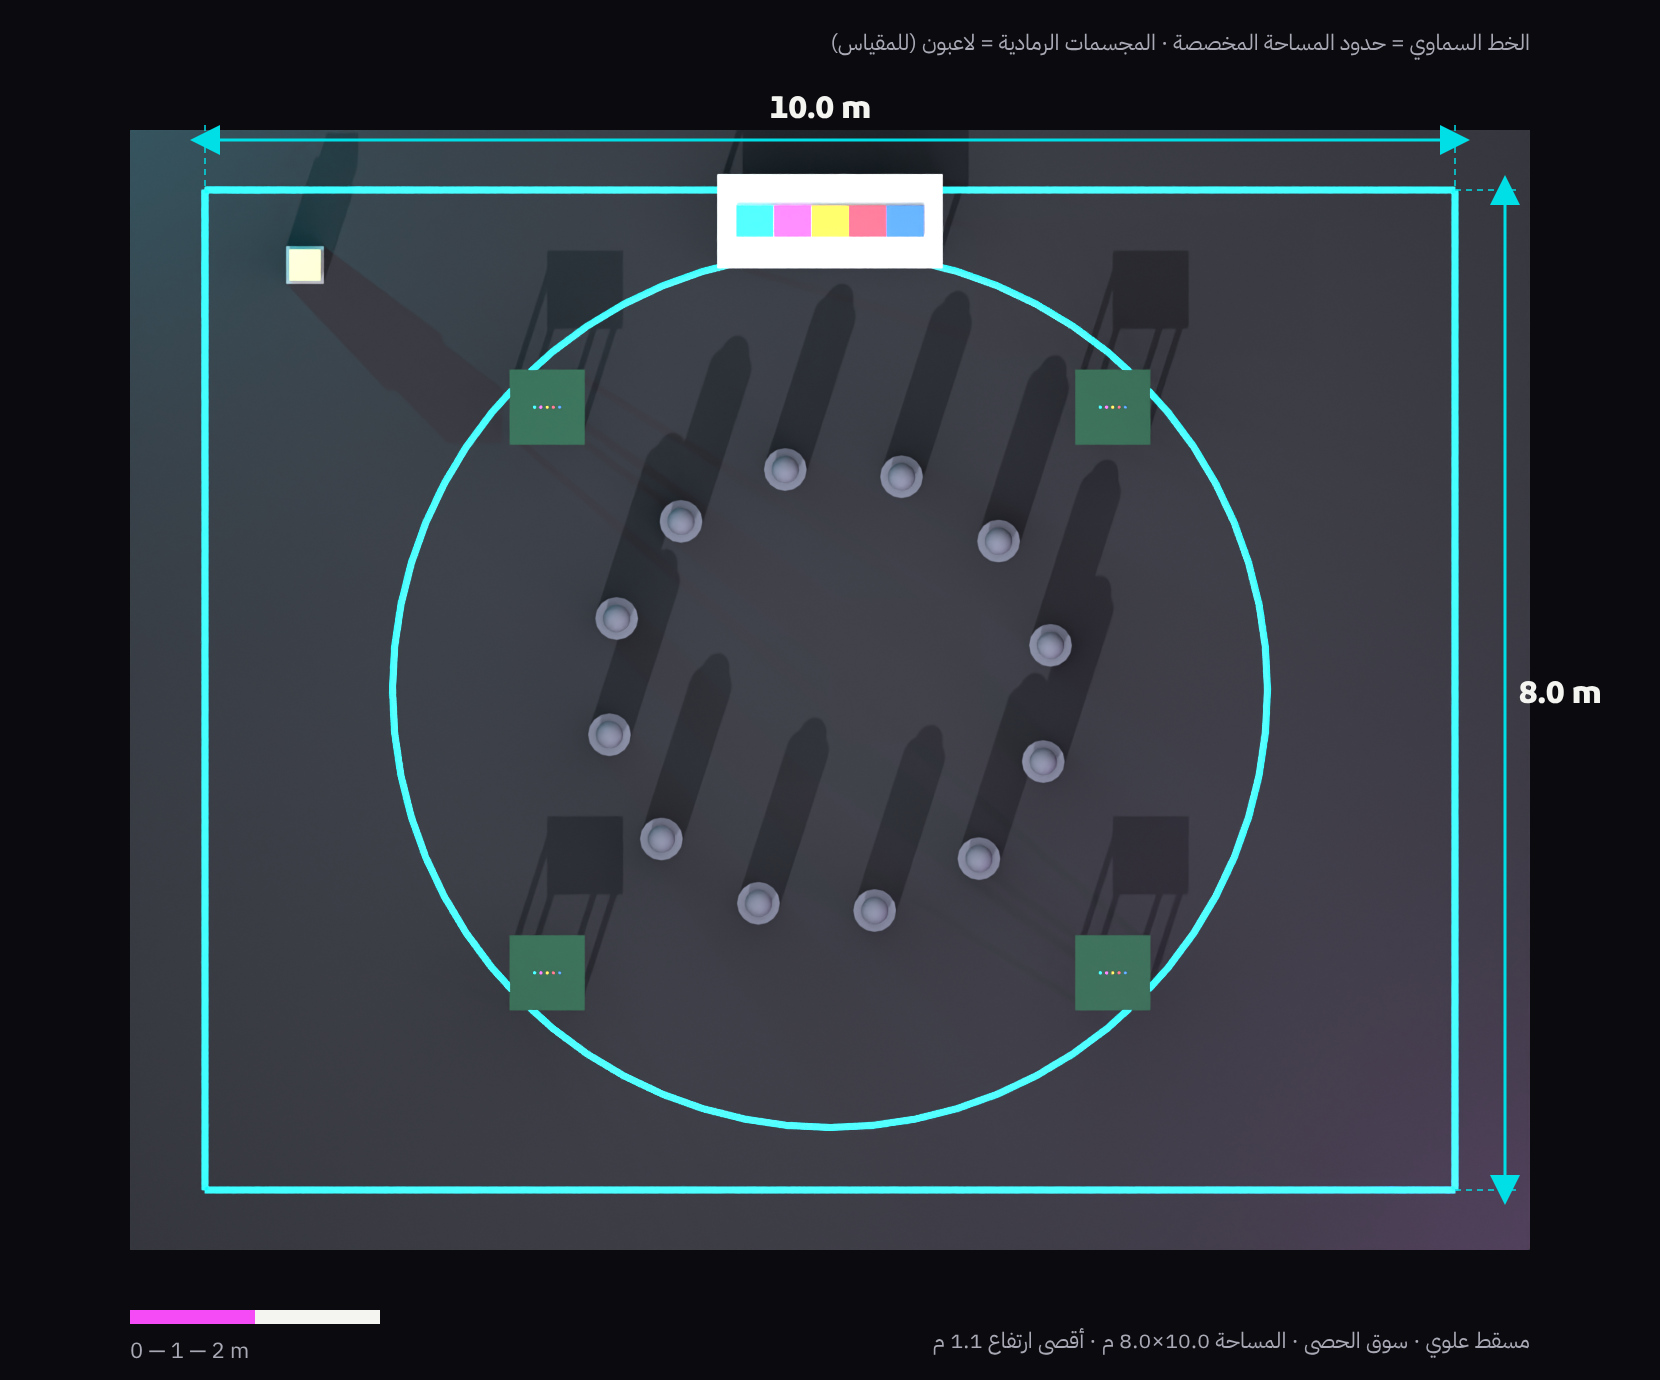 الخط السماوي = حدود المساحة المخصصة · المجسمات الرمادية = لاعبون (للمقياس)
10.0 m
8.0 m
0 — 1 — 2 m
مسقط علوي · سوق الحصى · المساحة 10.0×8.0 م · أقصى ارتفاع 1.1 م